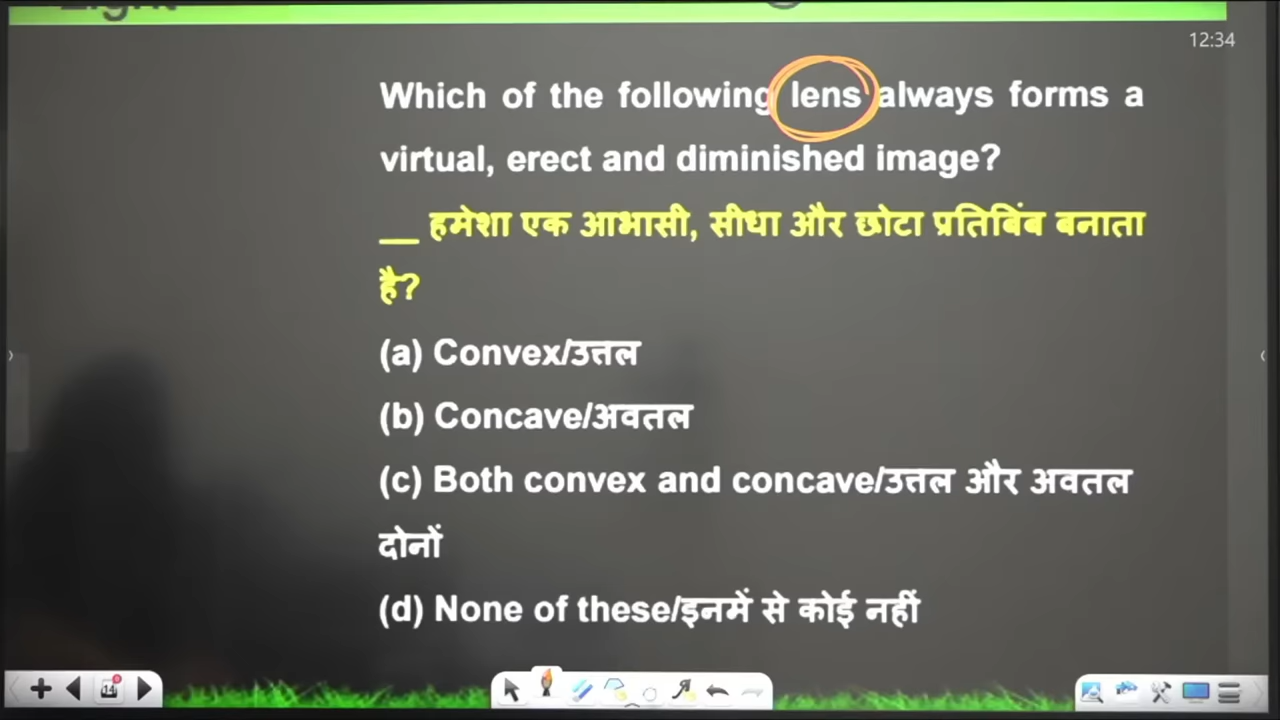 12:34
Which of the following lens always forms a
virtual, erect and diminished image?
__ हमेशा एक आभासी, सीधा और छोटा प्रतिबिंब बनाता
है?
(a) Convex/उत्तल
(b) Concave/अवतल
(c) Both convex and concave/उत्तल और अवतल
दोनों
(d) None of these/इनमें से कोई नहीं
14